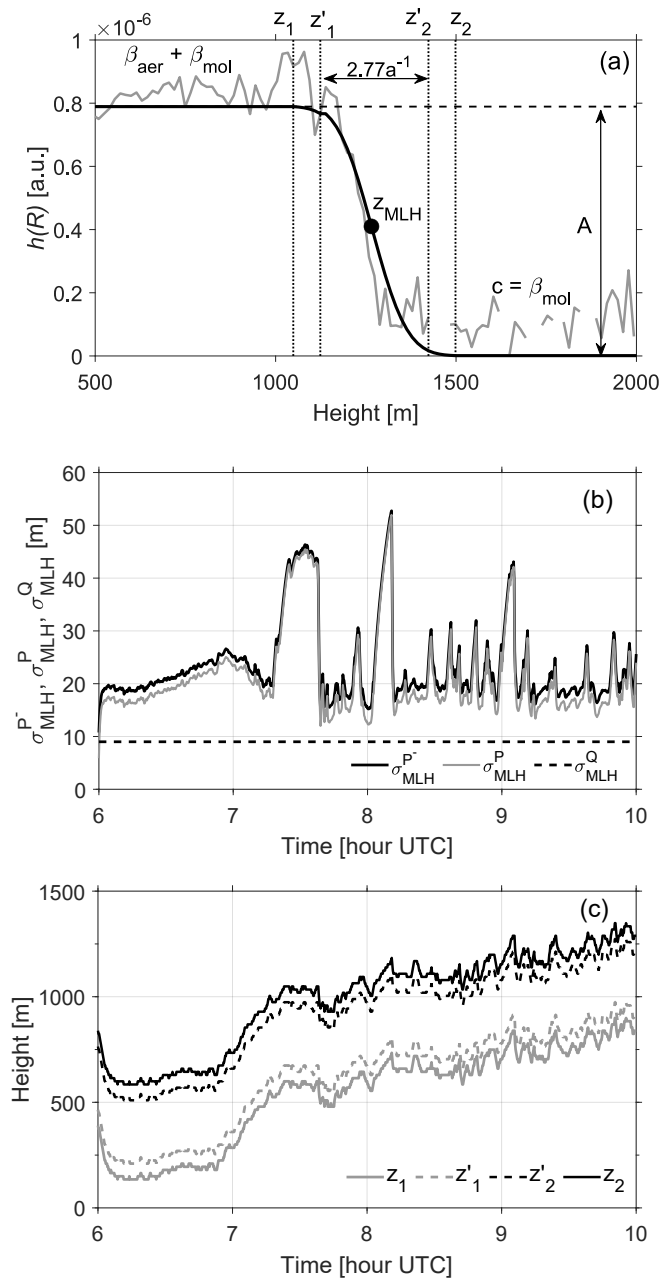 ×10⁻⁶ z₁ z'₁ z'₂ z₂
1
0.8
0.6
0.4
0.2
0
h(R) [a.u.]
β_aer + β_mol
2.77a⁻¹
(a)
z_MLH
A
c = β_mol
500 1000 1500 2000
Height [m]
60
50
40
30
20
10
0
σ^P⁻_MLH, σ^P_MLH, σ^Q_MLH [m]
(b)
σ^P⁻_MLH σ^P_MLH σ^Q_MLH
6 7 8 9 10
Time [hour UTC]
1500
1000
500
0
Height [m]
(c)
z₁ z'₁ z'₂ z₂
6 7 8 9 10
Time [hour UTC]